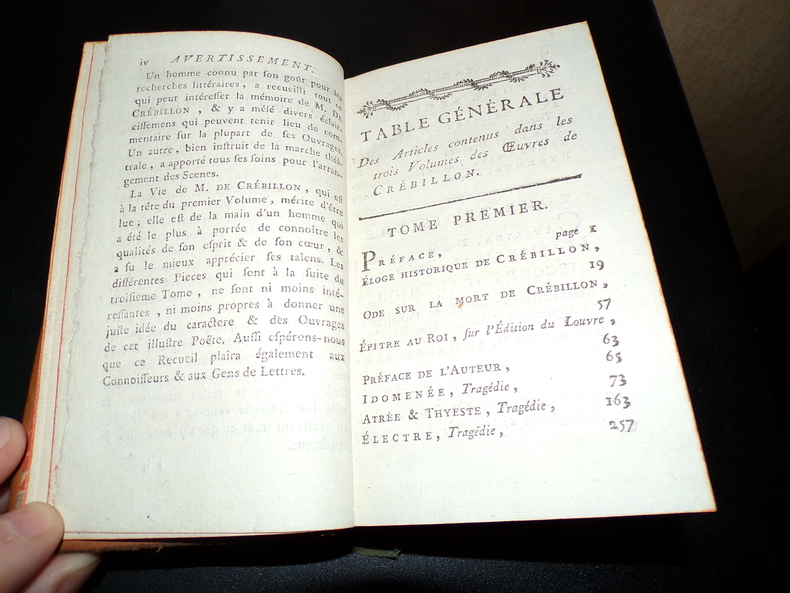 iv AVERTISSEMENT.
Un homme connu par son goût pour les
recherches littéraires, a recueilli tout ce
qui peut intéresser la mémoire de M. DE
CRÉBILLON, & y a mêlé divers éclair-
cissemens qui peuvent tenir lieu de com-
mentaire sur la plupart de ses Ouvrages.
Un autre, bien instruit de la marche théâ-
trale, a apporté tous ses soins pour l'arran-
gement des Scenes.
La Vie de M. DE CRÉBILLON, qui est
à la tête du premier Volume, mérite d'être
lue; elle est de la main d'un homme qui
a été le plus à portée de connoître les
qualités de son esprit & de son cœur, &
a su le mieux apprécier ses talens. Les
différentes Pieces qui sont à la suite du
troisieme Tome, ne sont ni moins inté-
ressantes, ni moins propres à donner une
juste idée du caractere & des Ouvrages
de cet illustre Poëte. Aussi espérons-nous
que ce Recueil plaira également aux
Connoisseurs & aux Gens de Lettres.
TABLE GÉNÉRALE
Des Articles contenus dans les
trois Volumes des Œuvres de
CRÉBILLON.
TOME PREMIER.
PRÉFACE, page 1
ÉLOGE HISTORIQUE DE CRÉBILLON,
19
ODE SUR LA MORT DE CRÉBILLON,
57
ÉPITRE AU ROI, sur l'Édition du Louvre,
63
PRÉFACE DE L'AUTEUR, 65
IDOMENÉE, Tragédie, 73
ATRÉE & THYESTE, Tragédie, 163
ÉLECTRE, Tragédie, 257